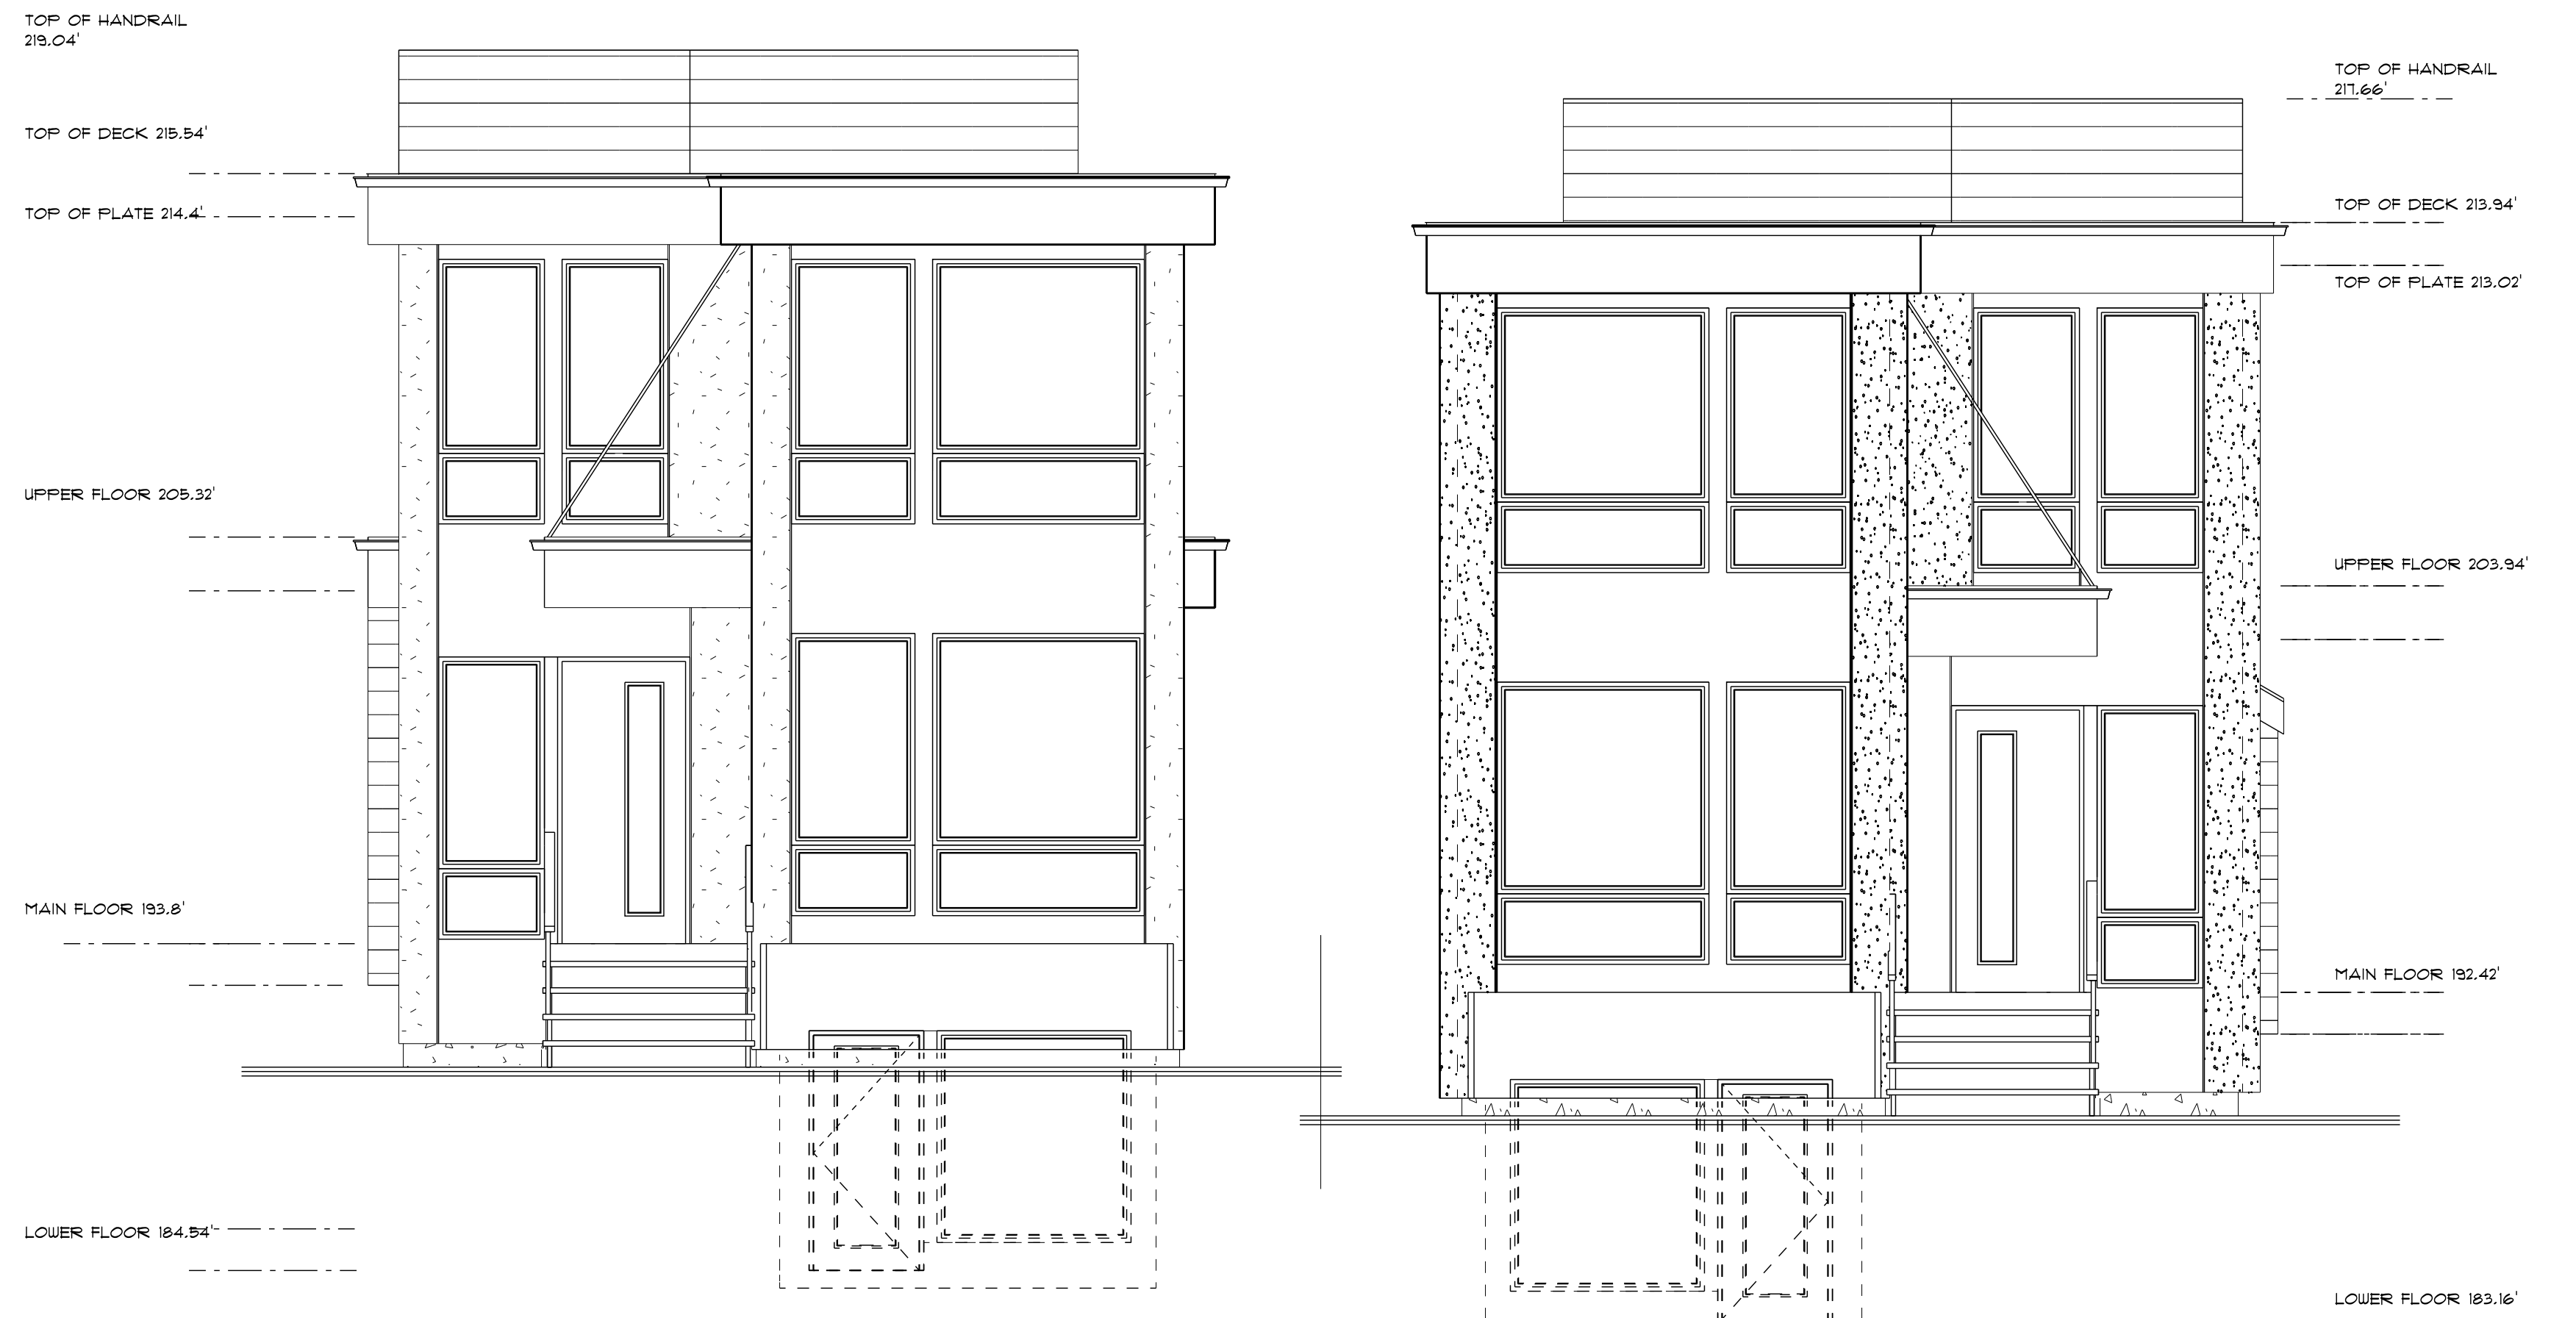 TOP OF HANDRAIL
219.04'
TOP OF DECK 215.54'
TOP OF PLATE 214.4'
UPPER FLOOR 205.32'
MAIN FLOOR 193.8'
LOWER FLOOR 184.54'
TOP OF HANDRAIL
217.66'
TOP OF DECK 213.94'
TOP OF PLATE 213.02'
UPPER FLOOR 203.94'
MAIN FLOOR 192.42'
LOWER FLOOR 183.16'